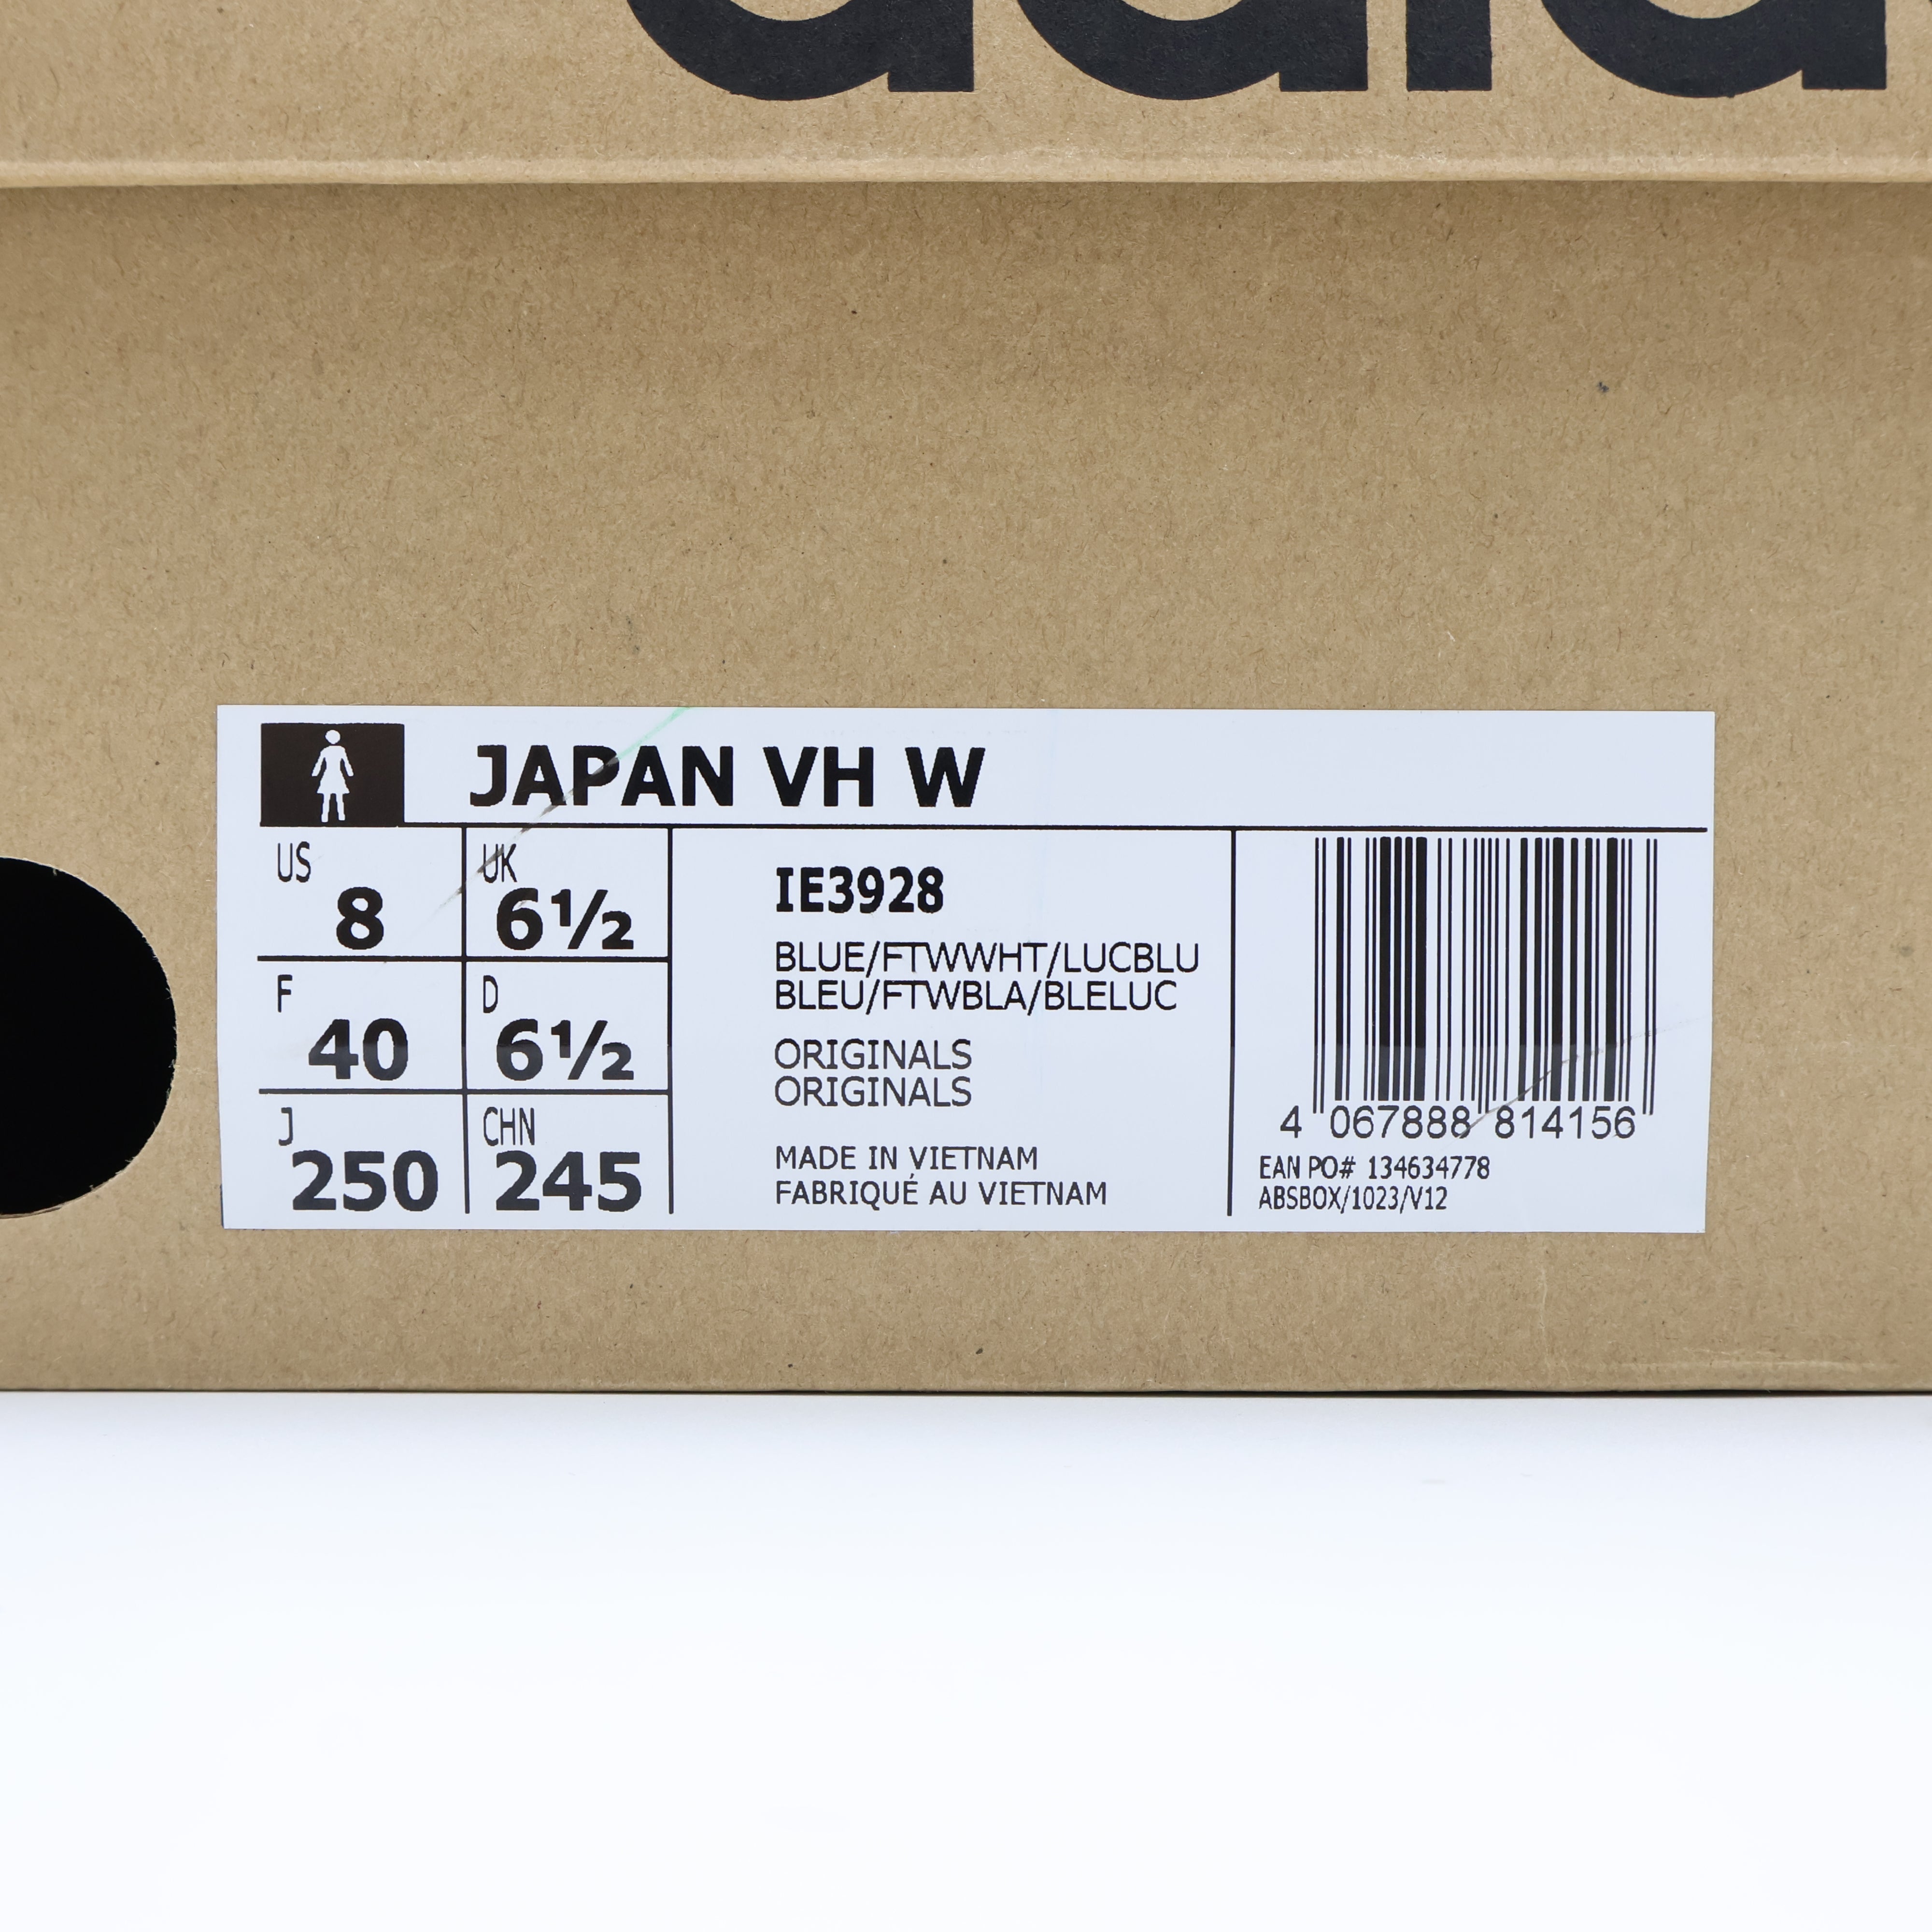 adida
JAPAN VH W
US 8 UK 6½
F 40 D 6½
J 250 CHN 245
IE3928
BLUE/FTWWHT/LUCBLU
BLEU/FTWBLA/BLELUC
ORIGINALS
ORIGINALS
MADE IN VIETNAM
FABRIQUÉ AU VIETNAM
4 067888 814156
EAN PO# 134634778
ABSBOX/1023/V12